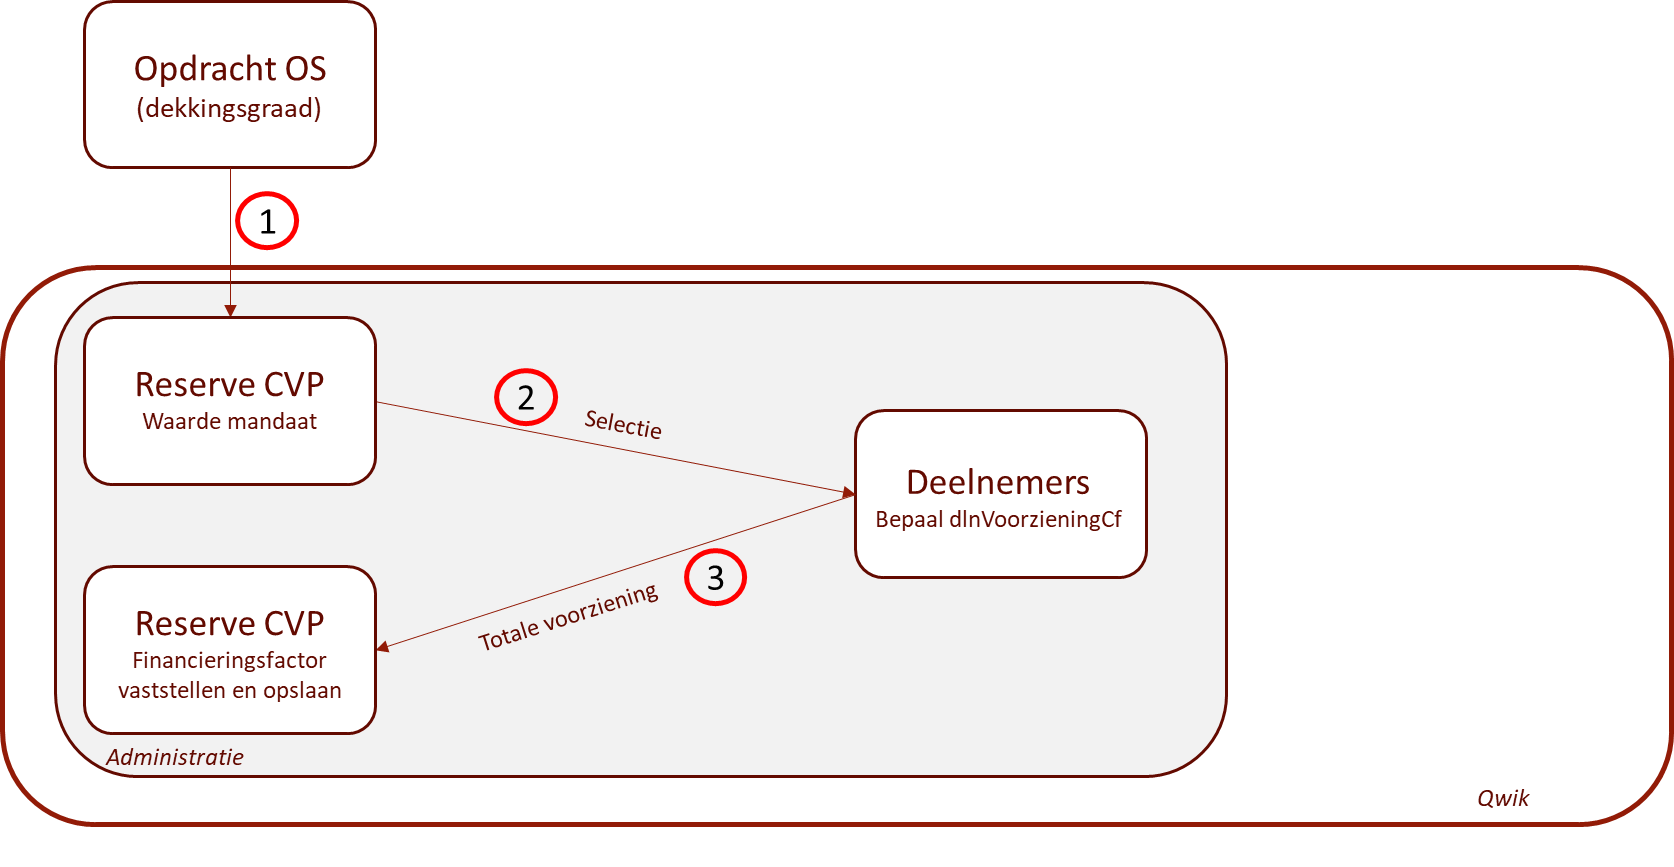 Opdracht OS
(dekkingsgraad)
1
Reserve CVP
Waarde mandaat
2
Selectie
Deelnemers
Bepaal dlnVoorzieningCf
3
Totale voorziening
Reserve CVP
Financieringsfactor
vaststellen en opslaan
Administratie
Qwik